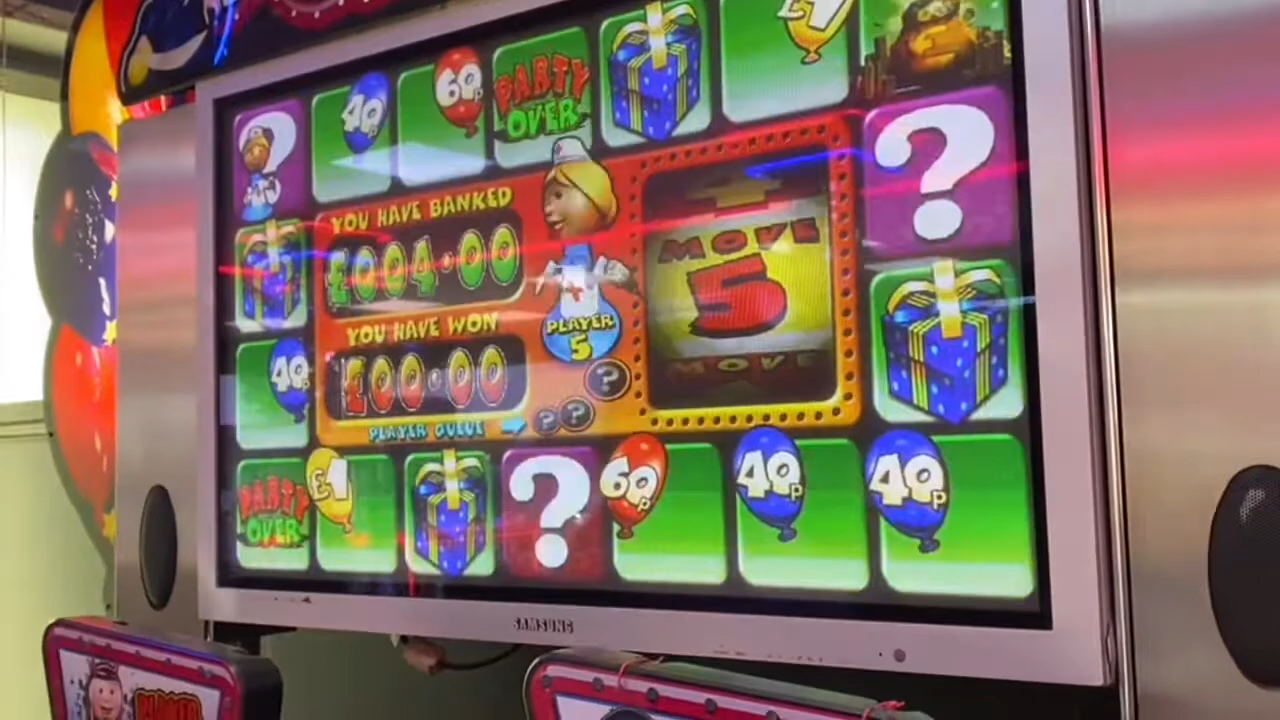 £1
60p
40p
PARTY
OVER
?
?
YOU HAVE BANKED
£004.00
MOVE
5
MOVE
YOU HAVE WON
£00.00
PLAYER
5
?
40p
PLAYER QUEUE
? ?
PARTY
OVER
£1
?
60p
40p
40p
SAMSUNG
PLAYER